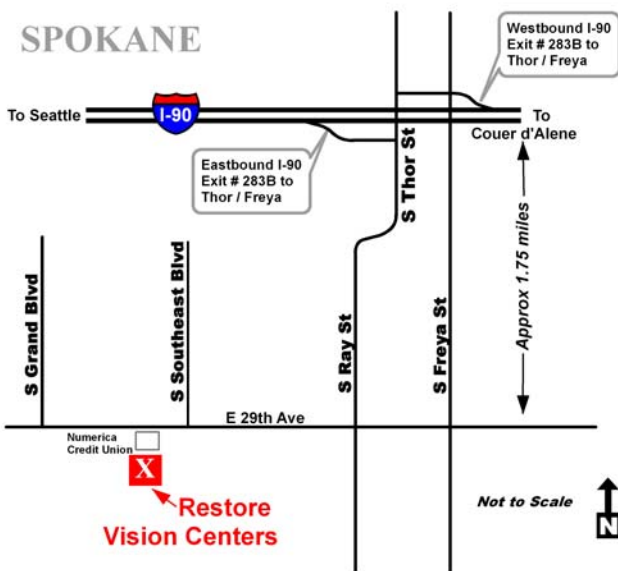 SPOKANE
Westbound I-90
Exit # 283B to
Thor / Freya
To Seattle
I-90
To
Couer d'Alene
Eastbound I-90
Exit # 283B to
Thor / Freya
S Thor St
S Grand Blvd
S Southeast Blvd
S Ray St
S Freya St
Approx 1.75 miles
E 29th Ave
Numerica
Credit Union
X
Restore
Vision Centers
Not to Scale
N